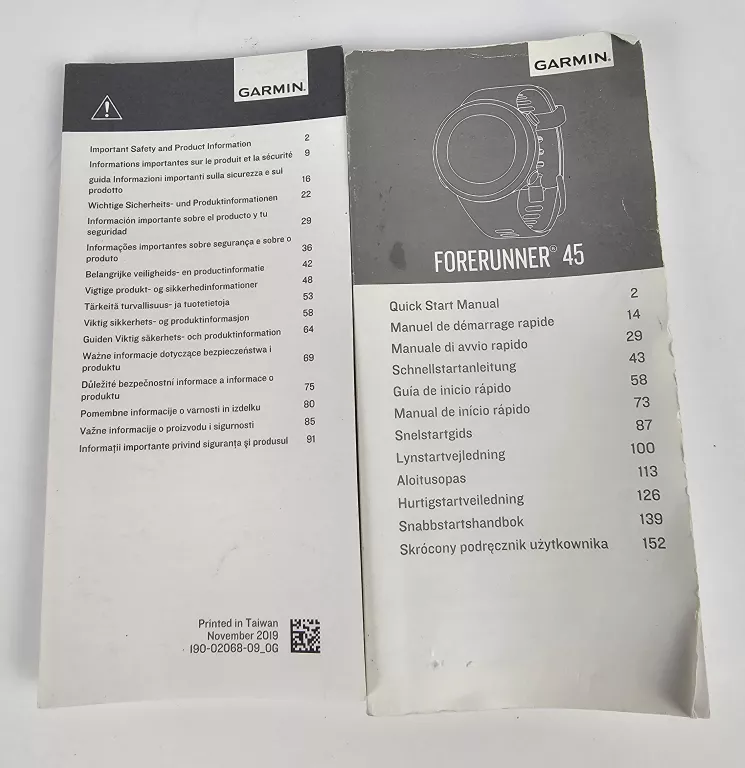 GARMIN.
Important Safety and Product Information 2
Informations importantes sur le produit et la sécurité 9
guida Informazioni importanti sulla sicurezza e sul
prodotto 16
Wichtige Sicherheits- und Produktinformationen 22
Información importante sobre el producto y tu
seguridad 29
Informações importantes sobre segurança e sobre o
produto 36
Belangrijke veiligheids- en productinformatie 42
Vigtige produkt- og sikkerhedinformationer 48
Tärkeitä turvallisuus- ja tuotetietoja 53
Viktig sikkerhets- og produktinformasjon 58
Guiden Viktig säkerhets- och produktinformation 64
Ważne informacje dotyczące bezpieczeństwa i
produktu 69
Důležité bezpečnostní informace a informace o
produktu 75
Pomembne informacije o varnosti in izdelku 80
Važne informacije o proizvodu i sigurnosti 85
Informații importante privind siguranța și produsul 91
Printed in Taiwan
November 2019
190-02068-09_0G
GARMIN.
FORERUNNER® 45
Quick Start Manual 2
Manuel de démarrage rapide 14
Manuale di avvio rapido 29
Schnellstartanleitung 43
Guía de inicio rápido 58
Manual de início rápido 73
Snelstartgids 87
Lynstartvejledning 100
Aloitusopas 113
Hurtigstartveiledning 126
Snabbstartshandbok 139
Skrócony podręcznik użytkownika 152